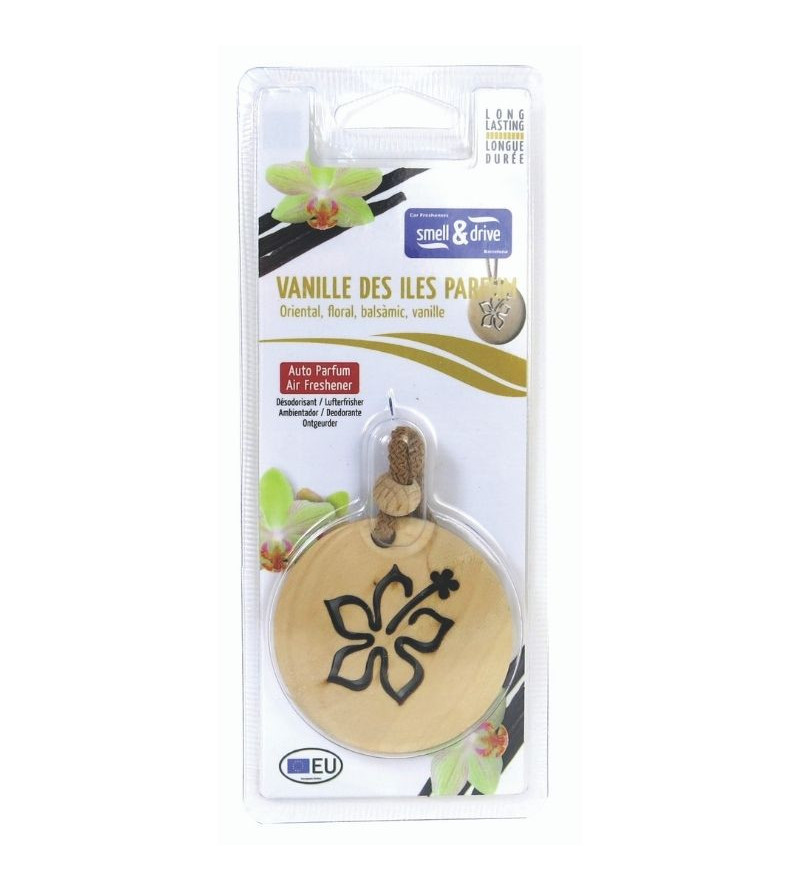 LONG
LASTING
LONGUE
DURÉE
Car Fresheners
smell & drive
Barcelona
VANILLE DES ILES PARFUM
Oriental, floral, balsàmic, vanille
Auto Parfum
Air Freshener
Désodorisant / Lufterfrisher
Ambientador / Deodorante
Ontgeurder
EU